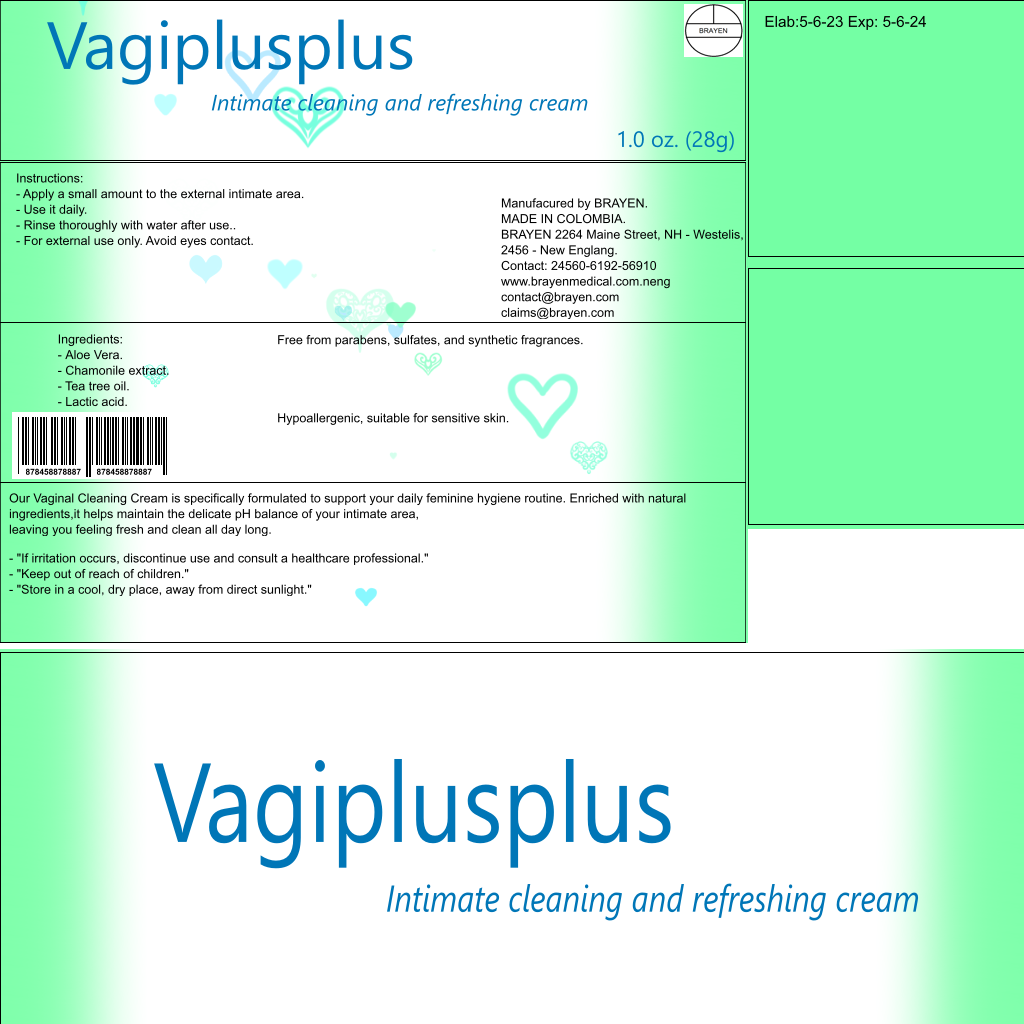 Vagiplusplus
BRAYEN
Intimate cleaning and refreshing cream
1.0 oz. (28g)
Elab:5-6-23 Exp: 5-6-24
Instructions:
- Apply a small amount to the external intimate area.
- Use it daily.
- Rinse thoroughly with water after use..
- For external use only. Avoid eyes contact.
Manufacured by BRAYEN.
MADE IN COLOMBIA.
BRAYEN 2264 Maine Street, NH - Westelis,
2456 - New Englang.
Contact: 24560-6192-56910
www.brayenmedical.com.neng
contact@brayen.com
claims@brayen.com
Ingredients:
- Aloe Vera.
- Chamonile extract.
- Tea tree oil.
- Lactic acid.
Free from parabens, sulfates, and synthetic fragrances.
Hypoallergenic, suitable for sensitive skin.
878458878887 878458878887
Our Vaginal Cleaning Cream is specifically formulated to support your daily feminine hygiene routine. Enriched with natural
ingredients,it helps maintain the delicate pH balance of your intimate area,
leaving you feeling fresh and clean all day long.
- "If irritation occurs, discontinue use and consult a healthcare professional."
- "Keep out of reach of children."
- "Store in a cool, dry place, away from direct sunlight."
Vagiplusplus
Intimate cleaning and refreshing cream